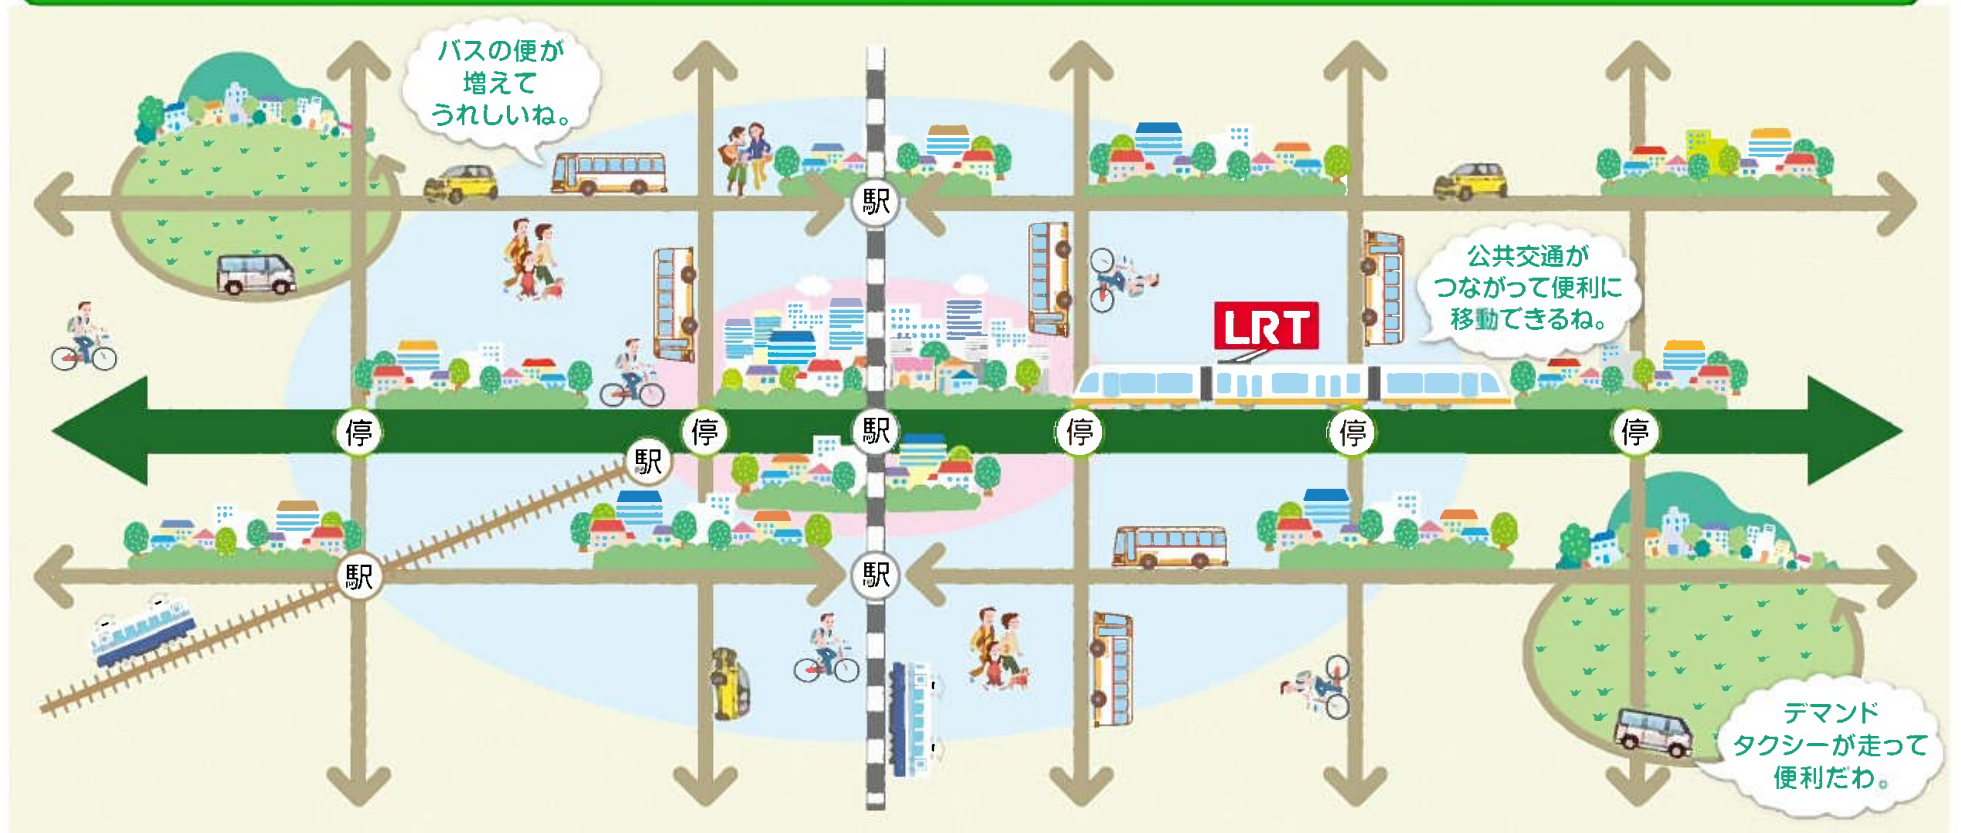 バスの便が
増えて
うれしいね。
駅
公共交通が
つながって便利に
移動できるね。
LRT
停
停
駅
停
停
停
駅
駅
駅
デマンド
タクシーが走って
便利だわ。